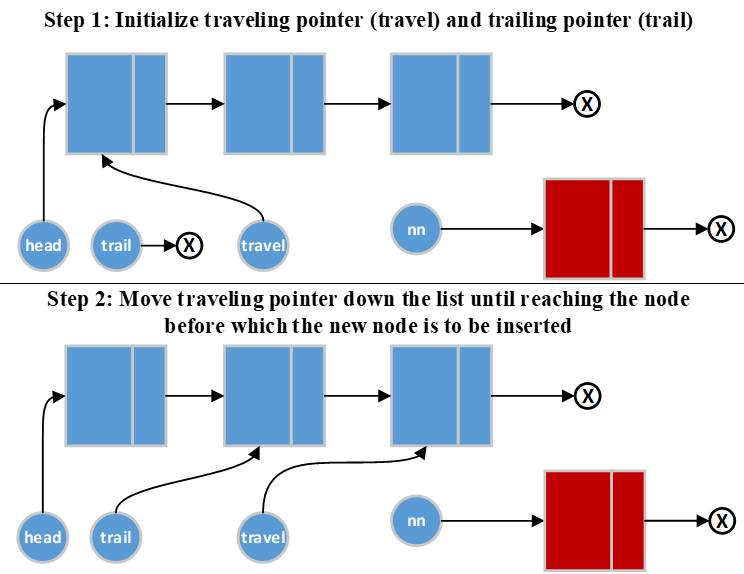 Step 1: Initialize traveling pointer (travel) and trailing pointer (trail)
X
nn
X
head
trail
X
travel
Step 2: Move traveling pointer down the list until reaching the node
before which the new node is to be inserted
X
nn
X
head
trail
travel